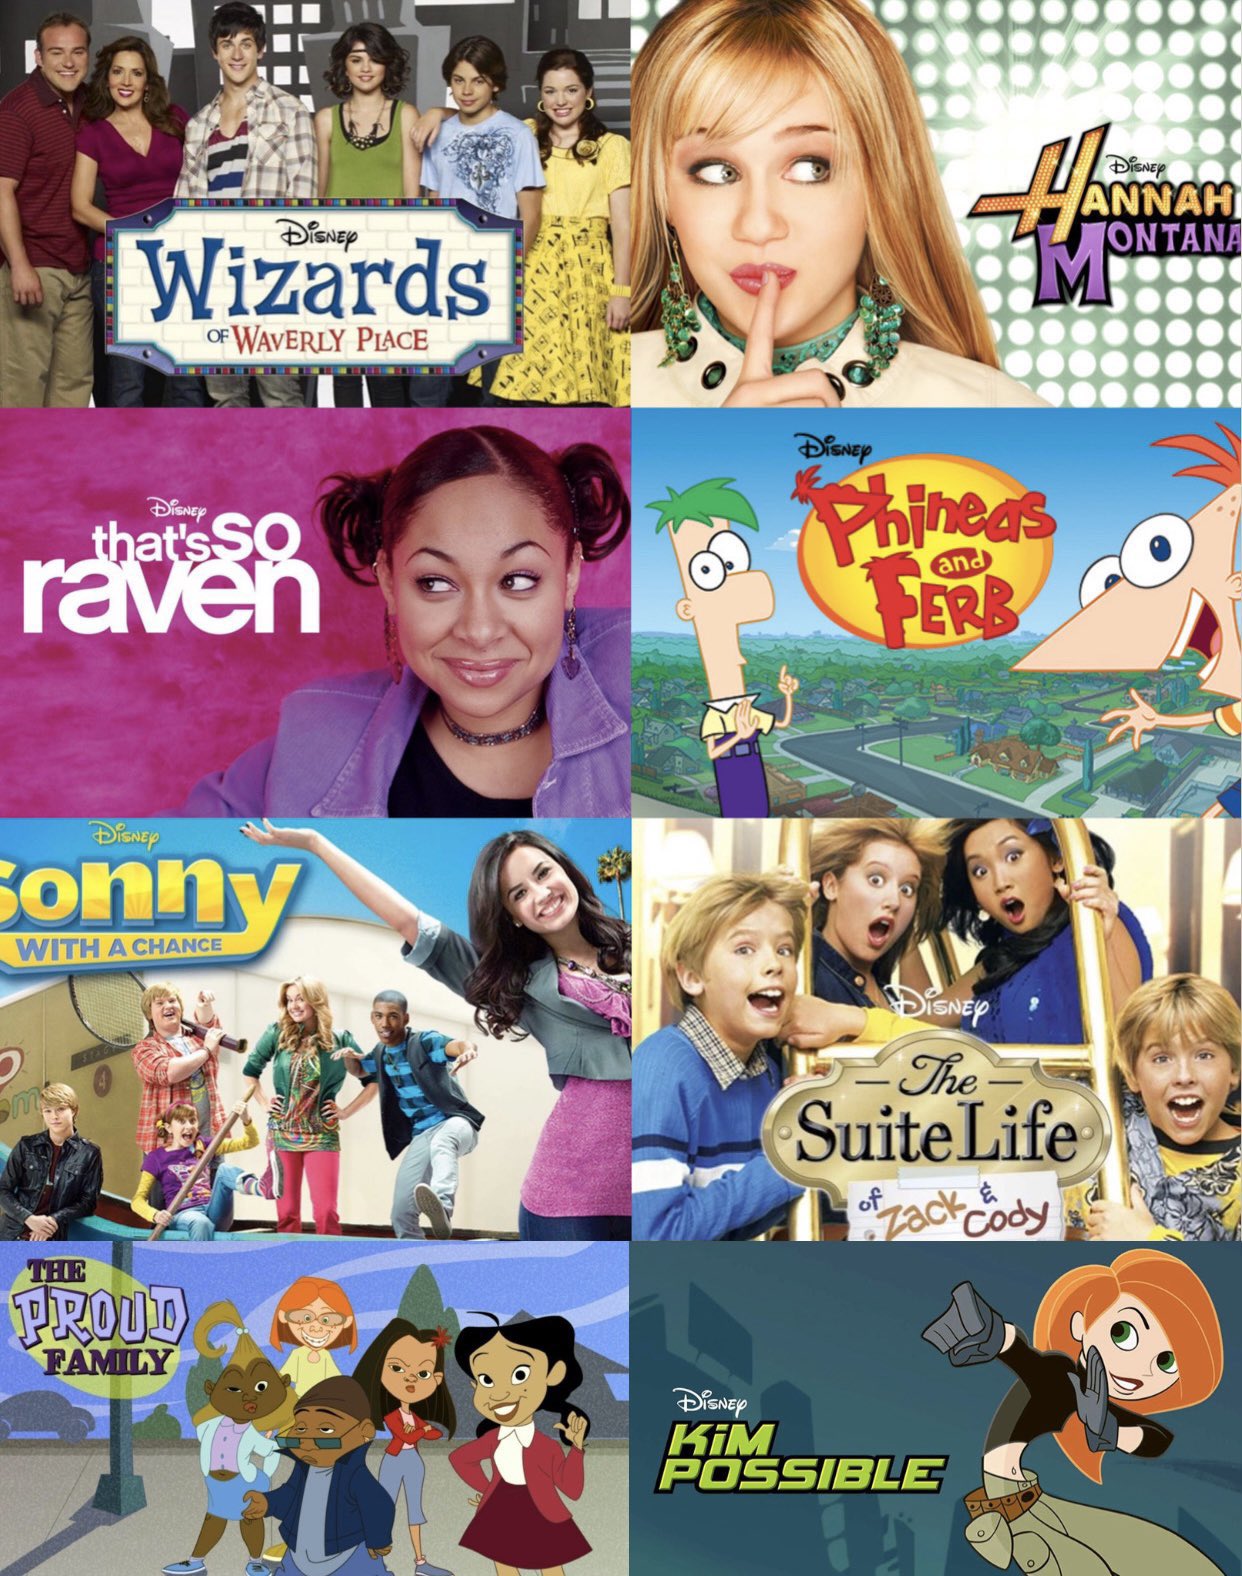 Disney
Wizards
OF WAVERLY PLACE
Disney
HANNAH
MONTANA
Disney
that's so
raven
Disney
Phineas
and
FERB
Disney
Sonny
WITH A CHANCE
Disney
The
Suite Life
of Zack & Cody
THE
PROUD
FAMILY
Disney
KiM
POSSIBLE